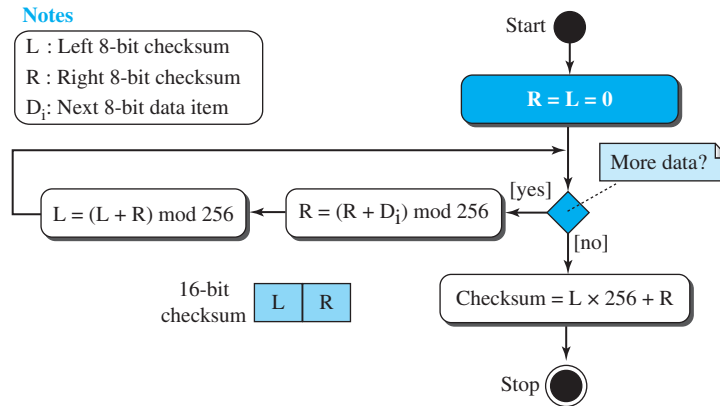 Notes
L : Left 8-bit checksum
R : Right 8-bit checksum
Di: Next 8-bit data item
Start
R = L = 0
More data?
[yes]
L = (L + R) mod 256
R = (R + Di) mod 256
[no]
16-bit
checksum
L R
Checksum = L × 256 + R
Stop